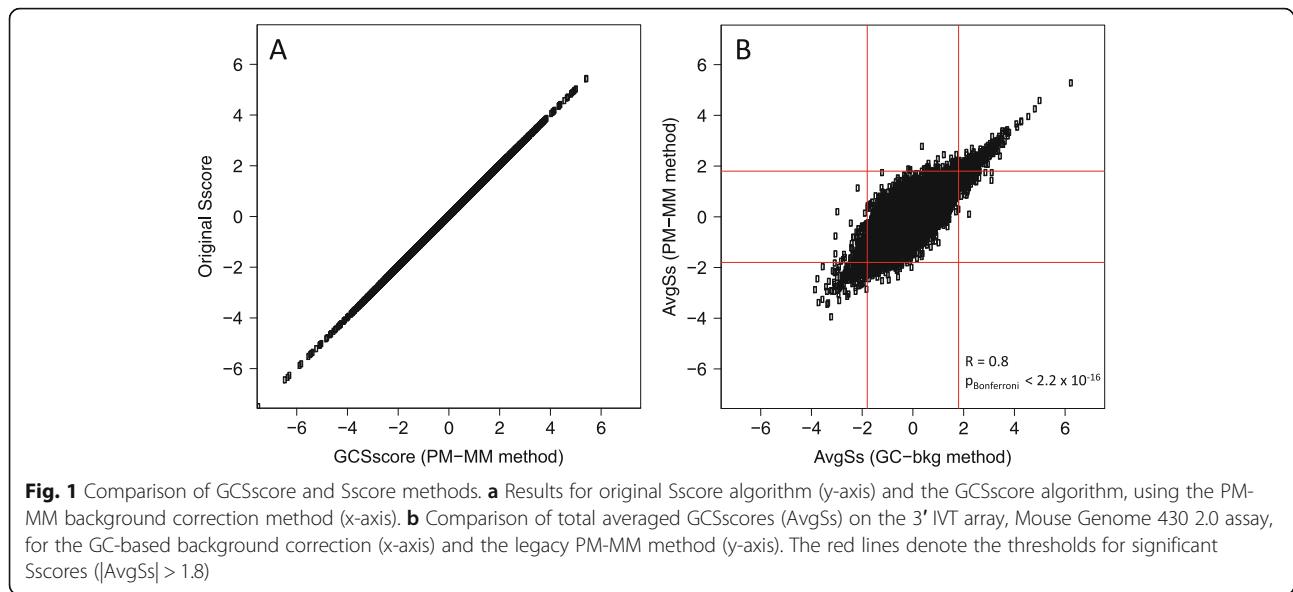 A
6
4
2
0
−2
−4
−6
Original Sscore
−6 −4 −2 0 2 4 6
GCSscore (PM−MM method)
B
6
4
2
0
−2
−4
−6
AvgSs (PM−MM method)
R = 0.8
pBonferroni < 2.2 x 10-16
−6 −4 −2 0 2 4 6
AvgSs (GC−bkg method)
Fig. 1 Comparison of GCSscore and Sscore methods. a Results for original Sscore algorithm (y-axis) and the GCSscore algorithm, using the PM-
MM background correction method (x-axis). b Comparison of total averaged GCSscores (AvgSs) on the 3′ IVT array, Mouse Genome 430 2.0 assay,
for the GC-based background correction (x-axis) and the legacy PM-MM method (y-axis). The red lines denote the thresholds for significant
Sscores (|AvgSs| > 1.8)